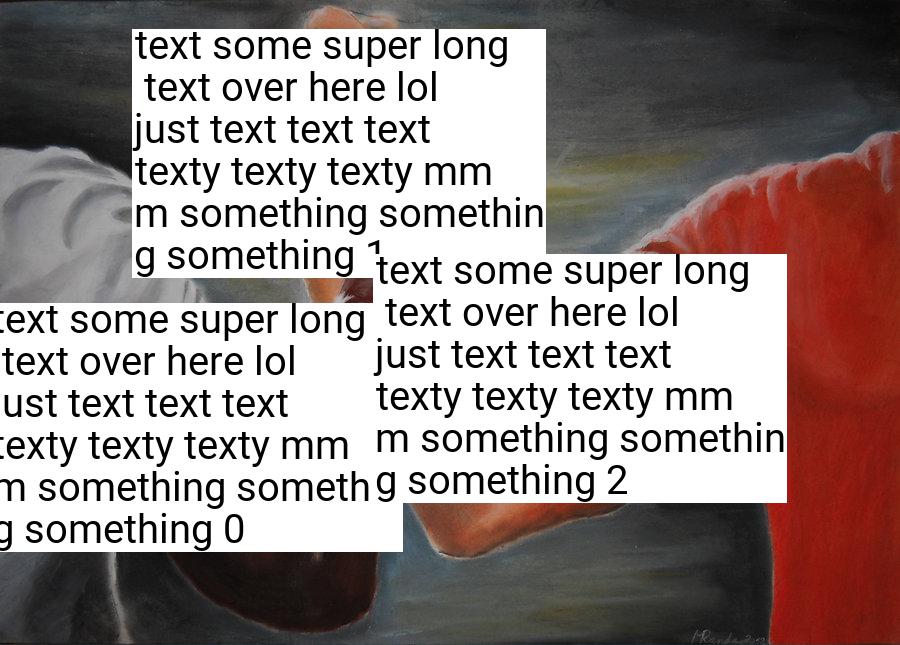 text some super long
text over here lol
just text text text
texty texty texty mm
m something somethin
g something 1
text some super long
text over here lol
just text text text
texty texty texty mm
m something somethin
g something 2
text some super long
text over here lol
ust text text text
texty texty texty mm
m something someth
g something 0